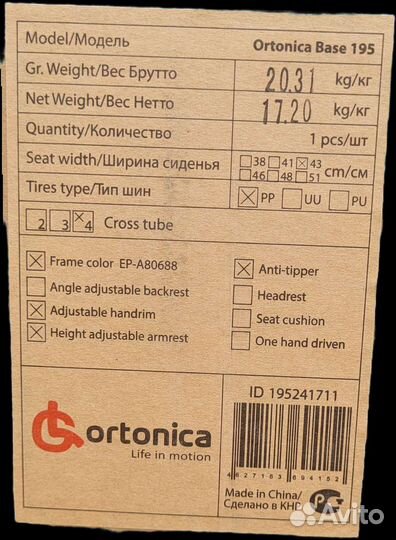 Model/Модель Ortonica Base 195
Gr. Weight/Вес Брутто 20.31 kg/кг
Net Weight/Вес Нетто 17.20 kg/кг
Quantity/Количество 1 pcs/шт
Seat width/Ширина сиденья 38 41 43 cm/см
46 48 51
Tires type/Тип шин PP UU PU
2 3 4 Cross tube
Frame color EP-A80688 Anti-tipper
Angle adjustable backrest Headrest
Adjustable handrim Seat cushion
Height adjustable armrest One hand driven
ID 195241711
ortonica
Life in motion
4 627163 694152
Made in China/
Сделано в КНР
Avito